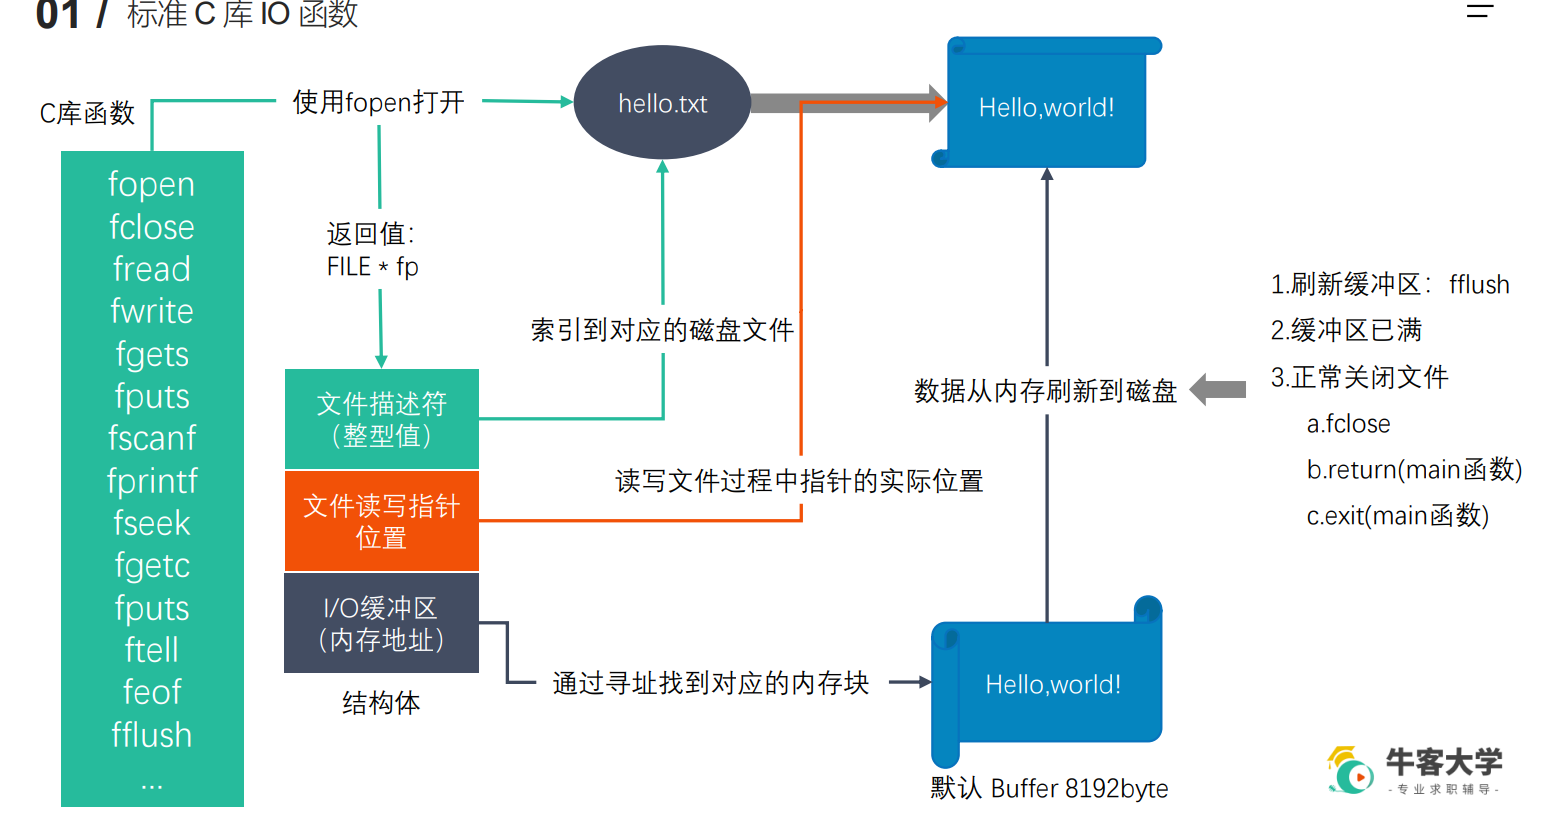 01 / 标准 C 库 IO 函数
C库函数
使用fopen打开
hello.txt
Hello,world!
fopen
fclose
fread
fwrite
fgets
fputs
fscanf
fprintf
fseek
fgetc
fputs
ftell
feof
fflush
...
返回值：
FILE * fp
索引到对应的磁盘文件
文件描述符
（整型值）
文件读写指针
位置
I/O缓冲区
（内存地址）
结构体
读写文件过程中指针的实际位置
通过寻址找到对应的内存块
数据从内存刷新到磁盘
1.刷新缓冲区：fflush
2.缓冲区已满
3.正常关闭文件
a.fclose
b.return(main函数)
c.exit(main函数)
Hello,world!
默认 Buffer 8192byte
牛客大学
-专业求职辅导-